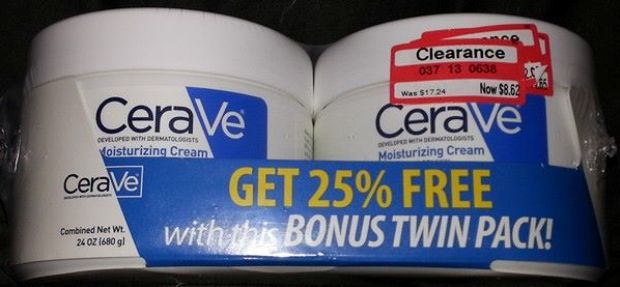 Clearance
037 13 0638
Was $17.24
Now $8.62
CeraVe
DEVELOPED WITH DERMATOLOGISTS
Moisturizing Cream
CeraVe
DEVELOPED WITH DERMATOLOGISTS
Moisturizing Cream
CeraVe
Combined Net Wt.
24 OZ (680 g)
GET 25% FREE
with this BONUS TWIN PACK!